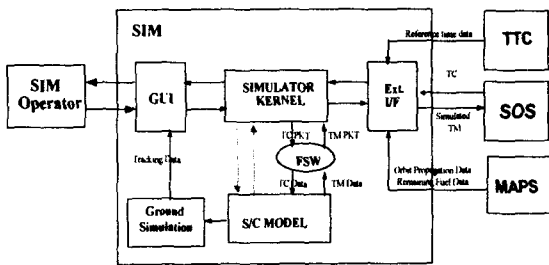 SIM
Reference time data
TTC
SIM
Operator
GUI
SIMULATOR
KERNEL
Ext.
I/F
TC
SOS
Simulated
TM
TC PKT
TM PKT
FSW
Tracking Data
TC Data
TM Data
Orbit Propagation Data
Remaining Fuel Data
MAPS
Ground
Simulation
S/C MODEL